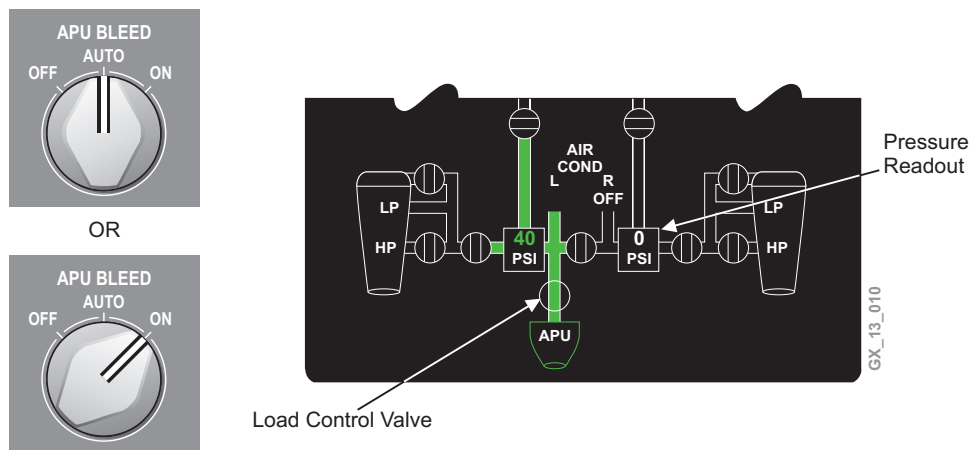 APU BLEED
AUTO
OFF ON
OR
APU BLEED
AUTO
OFF ON
AIR
COND
L R
OFF
LP
HP
40
PSI
0
PSI
LP
HP
APU
Pressure
Readout
Load Control Valve
GX_13_010